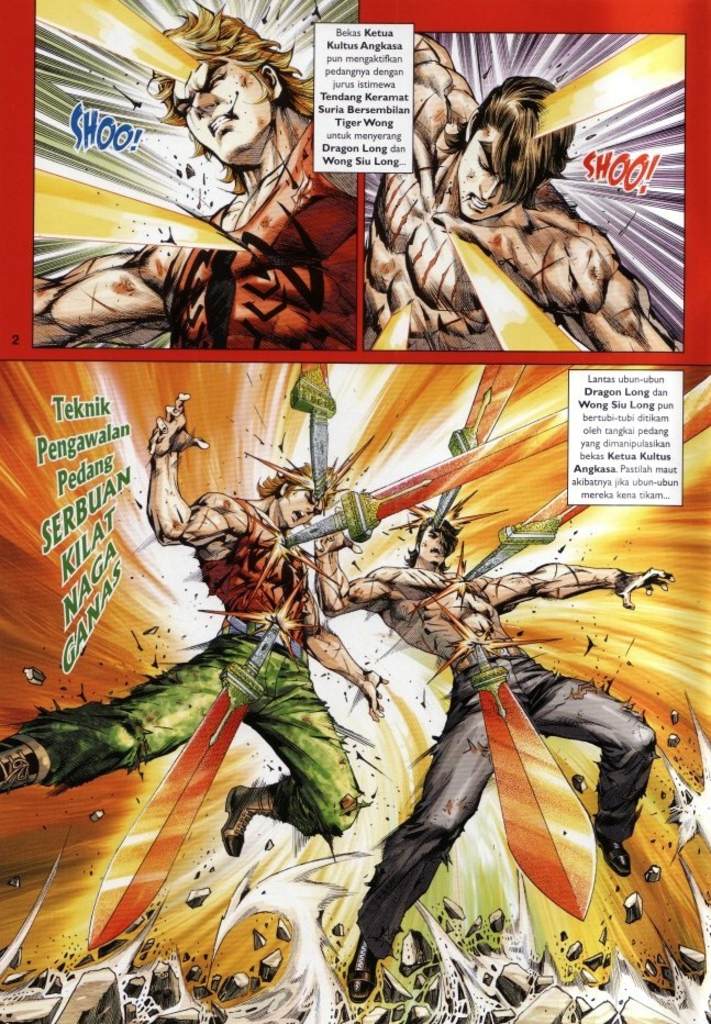 Bekas Ketua
Kultus Angkasa
pun mengaktifkan
pedangnya dengan
jurus istimewa
Tendang Keramat
Suria Bersembilan
Tiger Wong
untuk menyerang
Dragon Long dan
Wong Siu Long...
SHOO!
SHOO!
2
Teknik
Pengawalan
Pedang
SERBUAN
KILAT
NAGA
GANAS
Lantas ubun-ubun
Dragon Long dan
Wong Siu Long pun
bertubi-tubi ditikam
oleh tangkai pedang
yang dimanipulasikan
bekas Ketua Kultus
Angkasa. Pastilah maut
akibatnya jika ubun-ubun
mereka kena tikam...